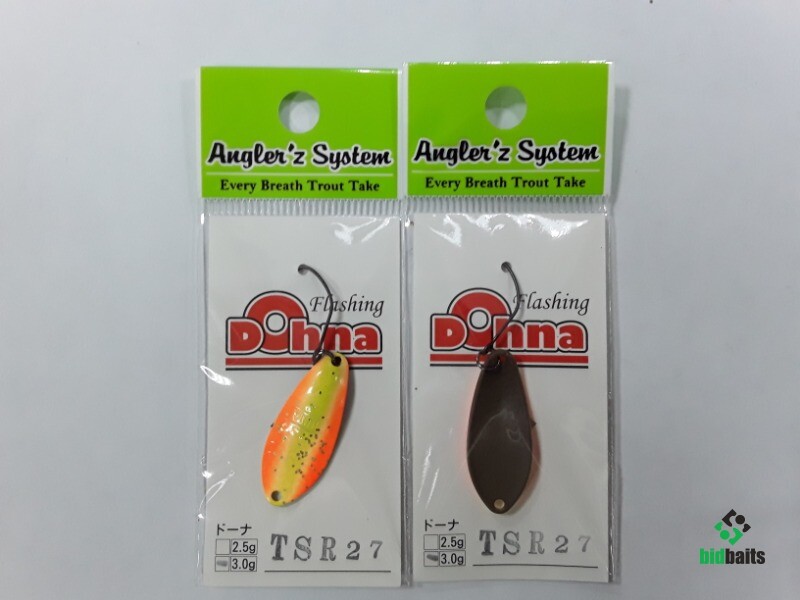 Angler'z System
Every Breath Trout Take
Flashing
Dohna
ドーナ
2.5g
3.0g
TSR27
Angler'z System
Every Breath Trout Take
Flashing
Dohna
ドーナ
2.5g
3.0g
TSR27
bidbaits